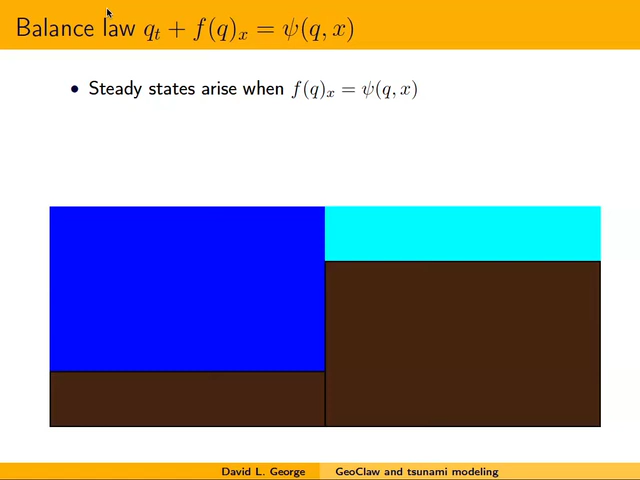 Balance law q_t + f(q)_x = ψ(q, x)
• Steady states arise when f(q)_x = ψ(q, x)
David L. George GeoClaw and tsunami modeling